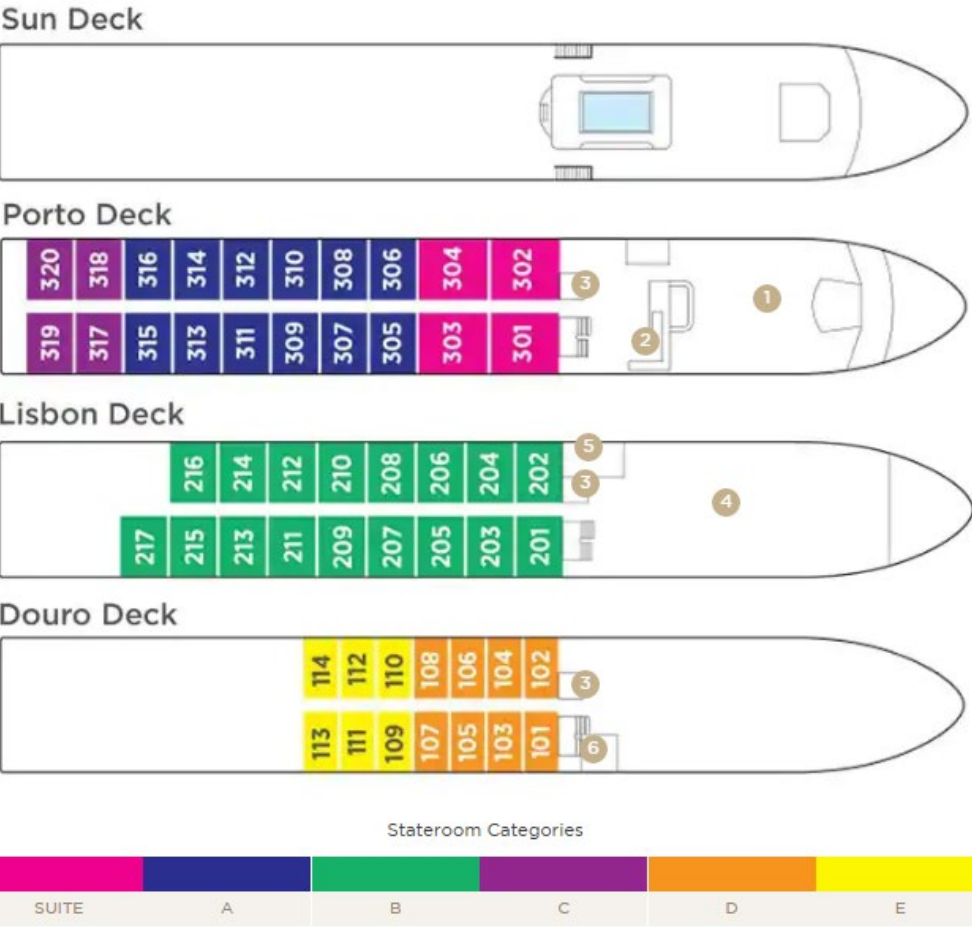 Sun Deck
Porto Deck
320 318 316 314 312 310 308 306 304 302
3
1
2
319 317 315 313 311 309 307 305 303 301
Lisbon Deck
5
216 214 212 210 208 206 204 202
3
4
217 215 213 211 209 207 205 203 201
Douro Deck
114 112 110 108 106 104 102
3
113 111 109 107 105 103 101
6
Stateroom Categories
SUITE A B C D E